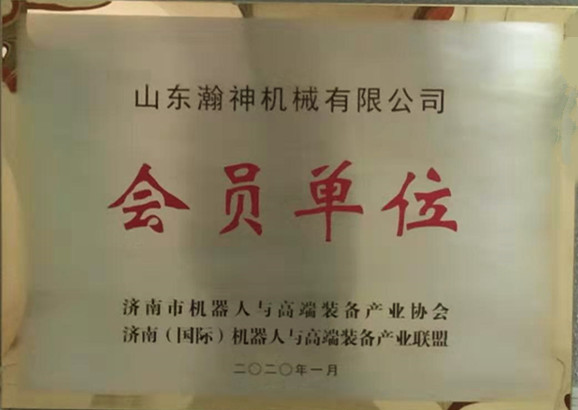 山东瀚神机械有限公司
会员单位
济南市机器人与高端装备产业协会
济南（国际）机器人与高端装备产业联盟
二〇二〇年一月